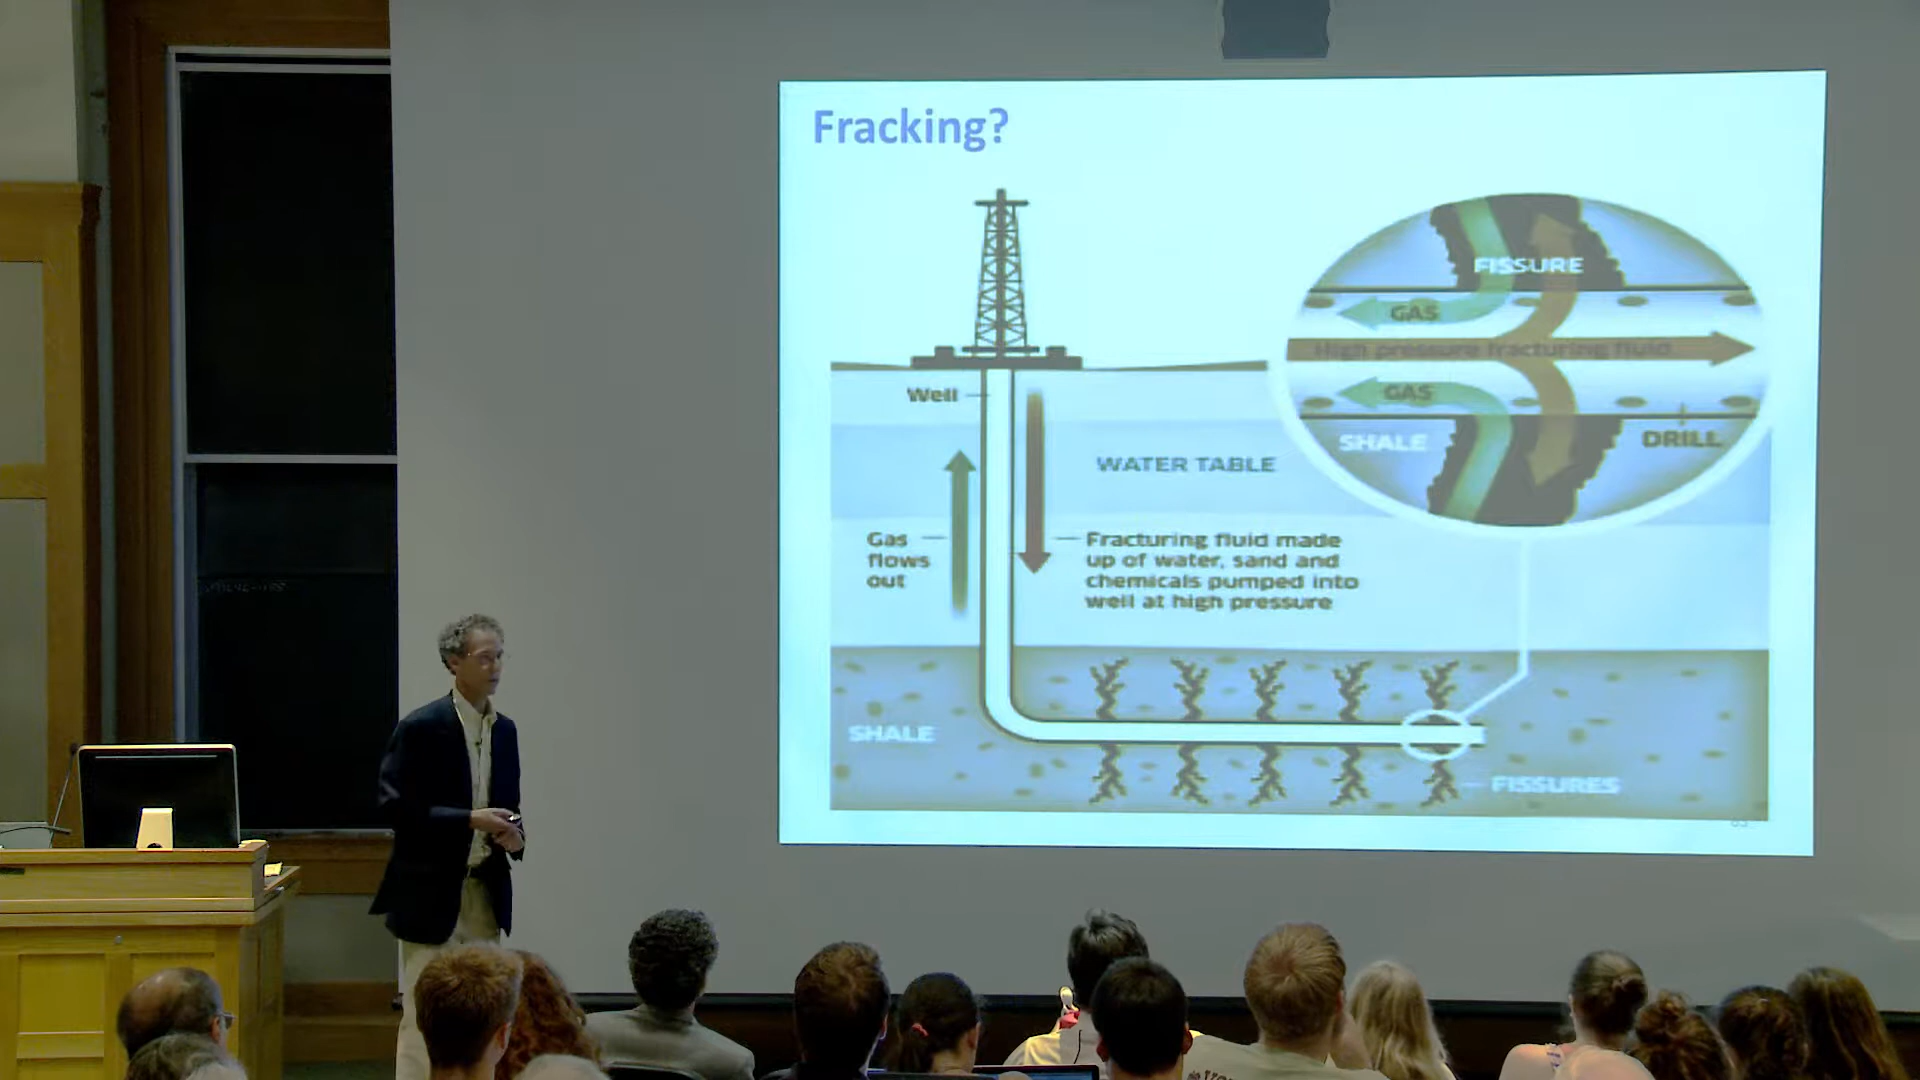 Fracking?
FISSURE
GAS
High pressure fracturing fluid
GAS
SHALE
DRILL
Well
WATER TABLE
Gas
flows
out
Fracturing fluid made
up of water, sand and
chemicals pumped into
well at high pressure
SHALE
FISSURES